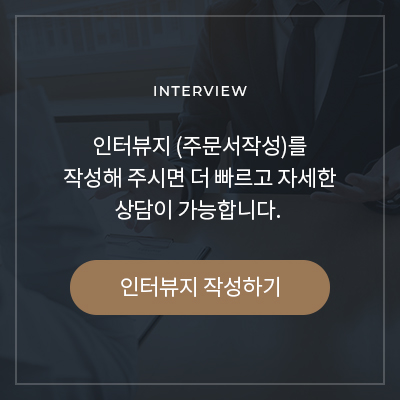 INTERVIEW
인터뷰지 (주문서작성)를
작성해 주시면 더 빠르고 자세한
상담이 가능합니다.
인터뷰지 작성하기